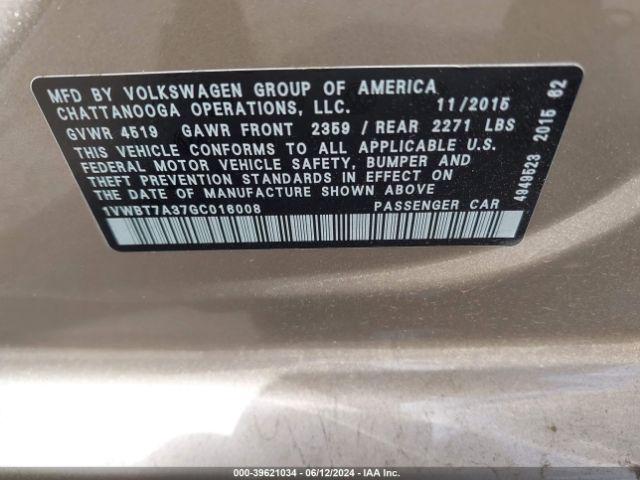 MFD BY VOLKSWAGEN GROUP OF AMERICA
CHATTANOOGA OPERATIONS, LLC. 11/2015
GVWR 4519 GAWR FRONT 2359 / REAR 2271 LBS
THIS VEHICLE CONFORMS TO ALL APPLICABLE U.S.
FEDERAL MOTOR VEHICLE SAFETY, BUMPER AND
THEFT PREVENTION STANDARDS IN EFFECT ON
THE DATE OF MANUFACTURE SHOWN ABOVE
1VWBT7A37GC016008 PASSENGER CAR
4949523 2015 82
000-39621034 - 06/12/2024 - IAA Inc.